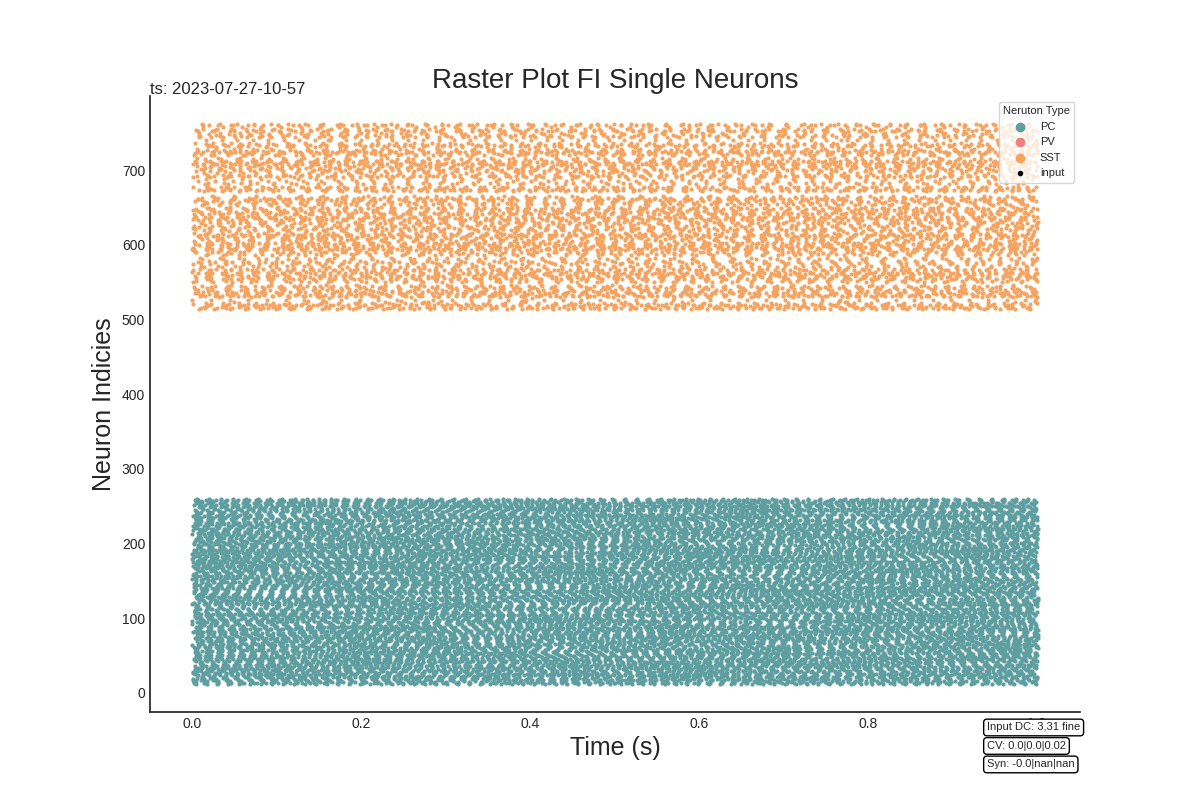 Raster Plot FI Single Neurons
ts: 2023-07-27-10-57
Neruton Type
PC
PV
SST
input
Neuron Indicies
700
600
500
400
300
200
100
0
0.0 0.2 0.4 0.6 0.8
Time (s)
Input DC: 3,31 fine
CV: 0.0|0.0|0.02
Syn: -0.0|nan|nan